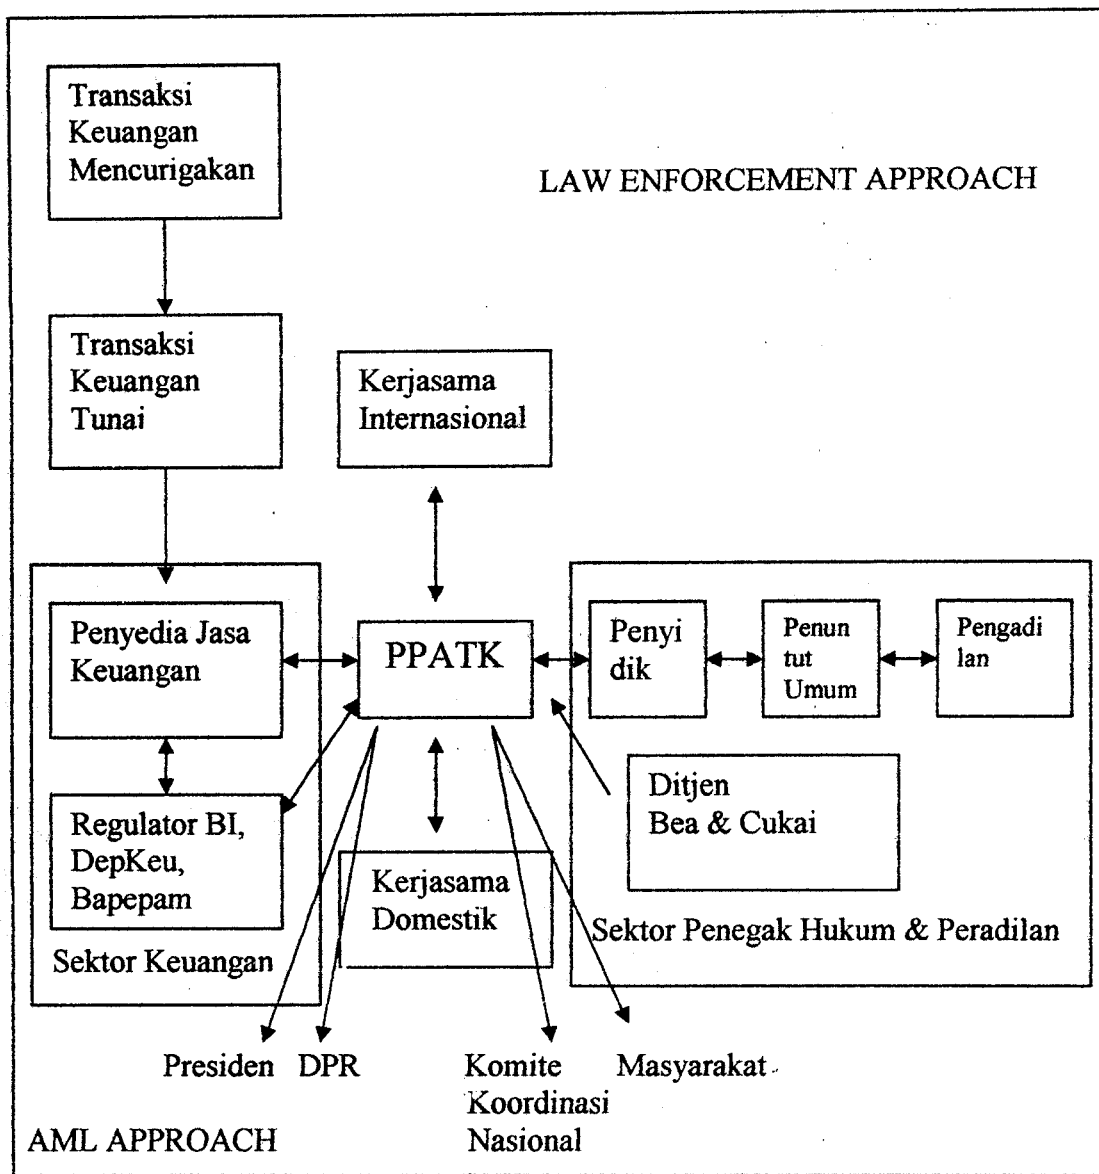 Transaksi
Keuangan
Mencurigakan
LAW ENFORCEMENT APPROACH
Transaksi
Keuangan
Tunai
Kerjasama
Internasional
Penyedia Jasa
Keuangan
PPATK
Penyi
dik
Penun
tut
Umum
Pengadi
lan
Regulator BI,
DepKeu,
Bapepam
Sektor Keuangan
Kerjasama
Domestik
Ditjen
Bea & Cukai
Sektor Penegak Hukum & Peradilan
Presiden
DPR
Komite
Koordinasi
Nasional
Masyarakat
AML APPROACH